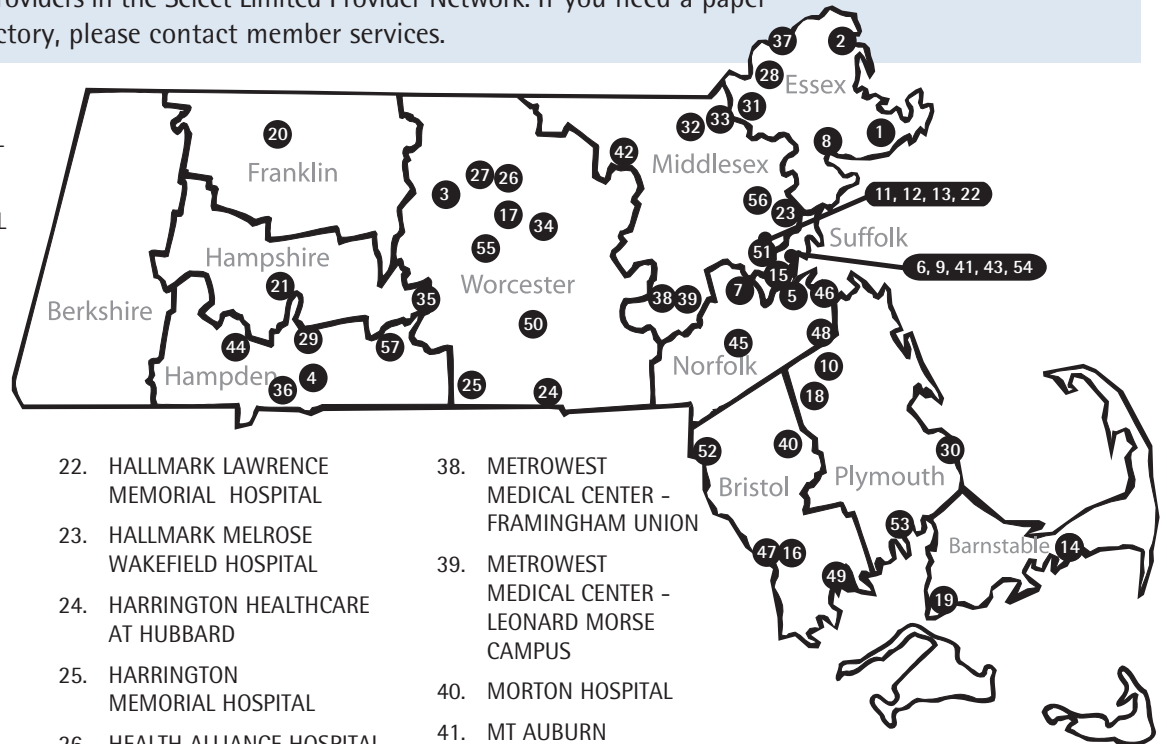 providers in the Select Limited Provider Network. If you need a paper
ctory, please contact member services.
L
37
2
28
Essex
31
33
32
1
8
20
42
Middlesex
Franklin
27
26
3
56
11, 12, 13, 22
17
23
34
Suffolk
55
51
Hampshire
6, 9, 41, 43, 54
15
Worcester
21
7
5
46
35
38
39
Berkshire
50
48
44
29
57
45
Norfolk
10
Hampden
4
36
25
24
18
52
40
30
Bristol
Plymouth
53
Barnstable
14
47
16
49
19
22. HALLMARK LAWRENCE
MEMORIAL HOSPITAL
23. HALLMARK MELROSE
WAKEFIELD HOSPITAL
24. HARRINGTON HEALTHCARE
AT HUBBARD
25. HARRINGTON
MEMORIAL HOSPITAL
26. HEALTH ALLIANCE HOSPITAL
38. METROWEST
MEDICAL CENTER -
FRAMINGHAM UNION
39. METROWEST
MEDICAL CENTER -
LEONARD MORSE
CAMPUS
40. MORTON HOSPITAL
41. MT AUBURN